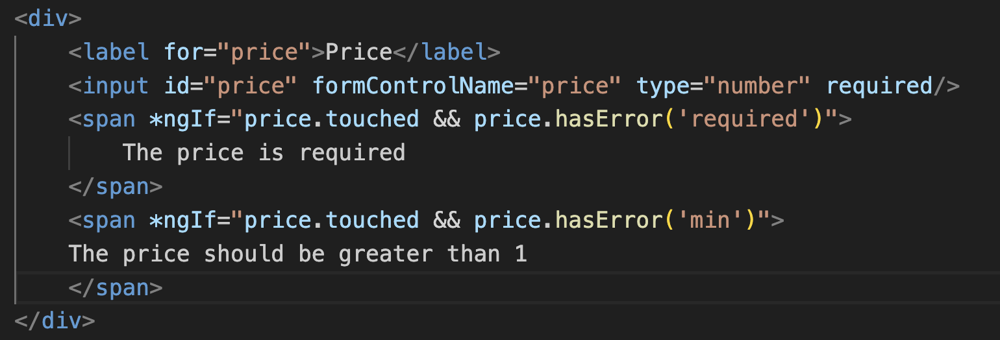 <div>
    <label for="price">Price</label>
    <input id="price" formControlName="price" type="number" required/>
    <span *ngIf="price.touched && price.hasError('required')">
        The price is required
    </span>
    <span *ngIf="price.touched && price.hasError('min')">
    The price should be greater than 1
    </span>
</div>